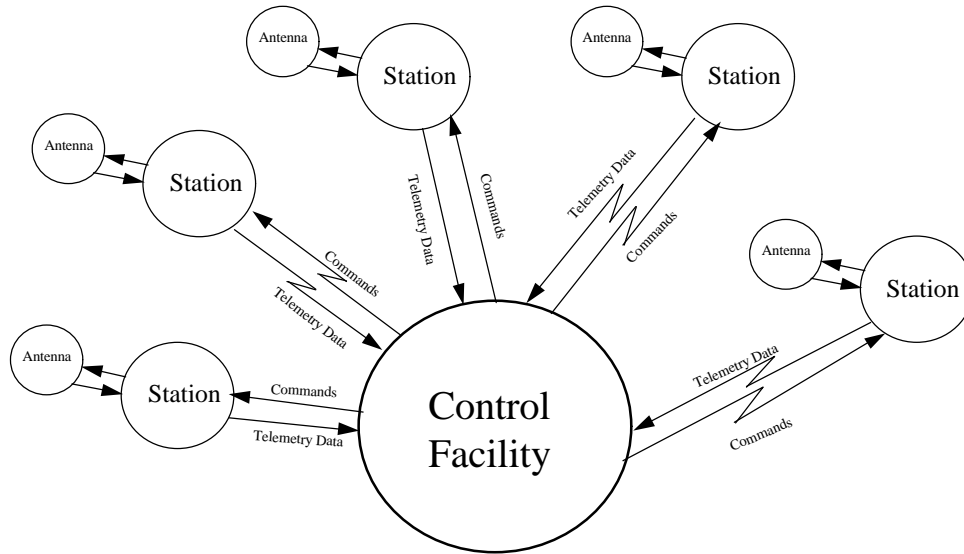 Antenna
Station
Antenna
Station
Antenna
Station
Antenna
Station
Antenna
Station
Telemetry Data
Commands
Telemetry Data
Commands
Commands
Telemetry Data
Telemetry Data
Commands
Commands
Telemetry Data
Control
Facility